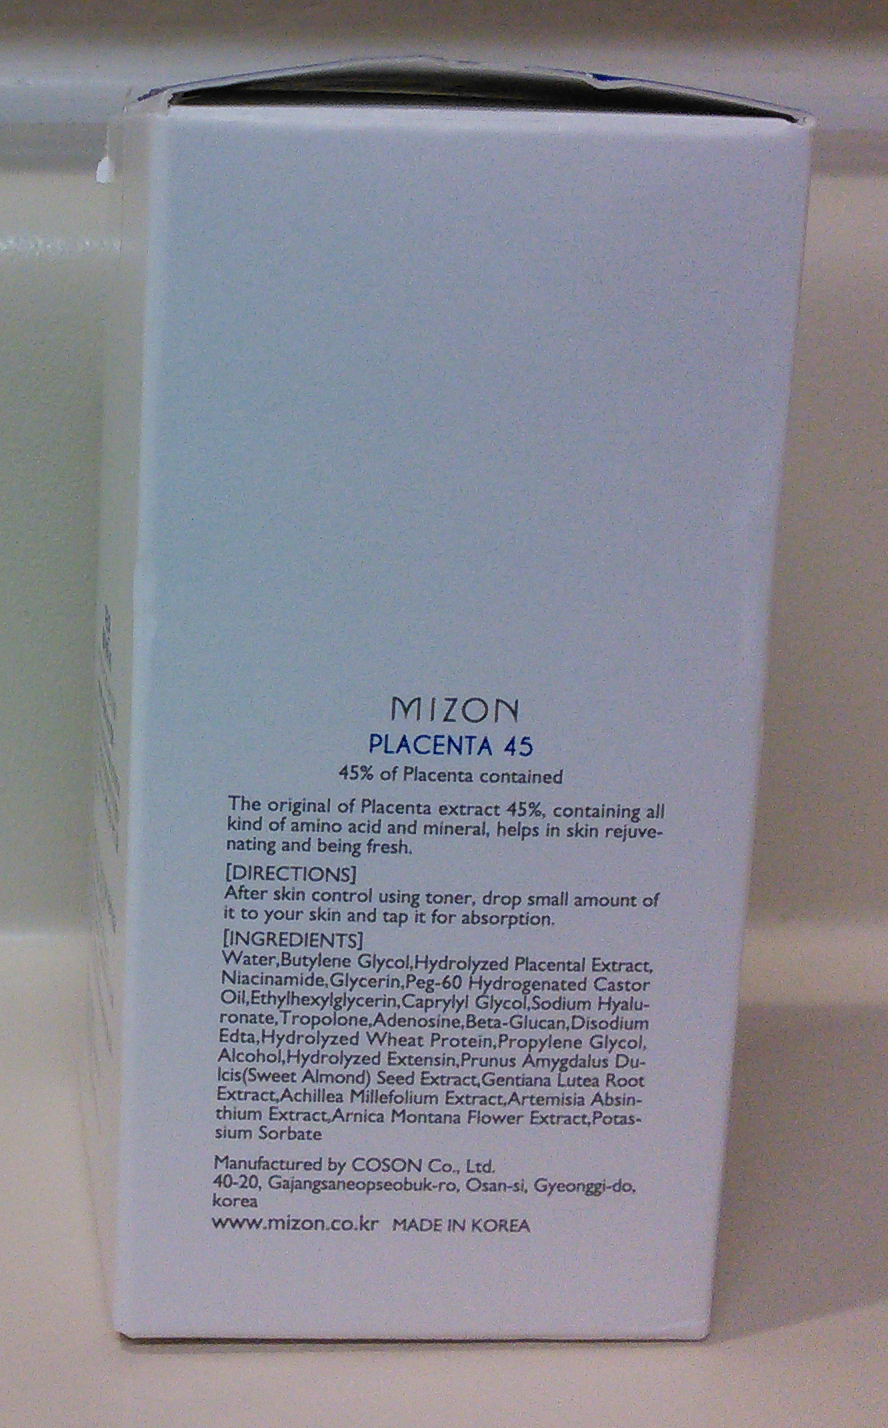 MIZON
PLACENTA 45
45% of Placenta contained
The original of Placenta extract 45%, containing all
kind of amino acid and mineral, helps in skin rejuve-
nating and being fresh.
[DIRECTIONS]
After skin control using toner, drop small amount of
it to your skin and tap it for absorption.
[INGREDIENTS]
Water,Butylene Glycol,Hydrolyzed Placental Extract,
Niacinamide,Glycerin,Peg-60 Hydrogenated Castor
Oil,Ethylhexylglycerin,Caprylyl Glycol,Sodium Hyalu-
ronate,Tropolone,Adenosine,Beta-Glucan,Disodium
Edta,Hydrolyzed Wheat Protein,Propylene Glycol,
Alcohol,Hydrolyzed Extensin,Prunus Amygdalus Du-
lcis(Sweet Almond) Seed Extract,Gentiana Lutea Root
Extract,Achillea Millefolium Extract,Artemisia Absin-
thium Extract,Arnica Montana Flower Extract,Potas-
sium Sorbate
Manufactured by COSON Co., Ltd.
40-20, Gajangsaneopseobuk-ro, Osan-si, Gyeonggi-do,
korea
www.mizon.co.kr MADE IN KOREA